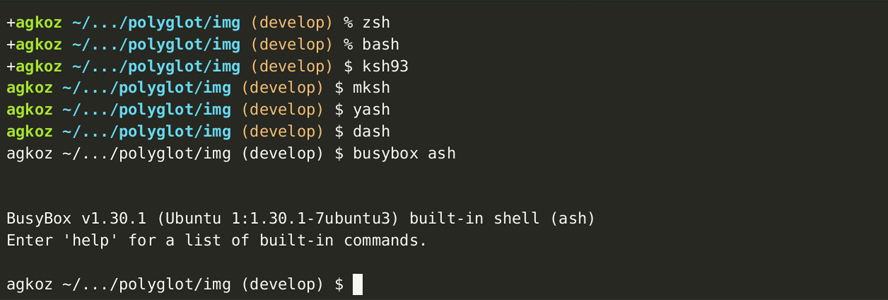 +agkoz ~/.../polyglot/img (develop) % zsh
+agkoz ~/.../polyglot/img (develop) % bash
+agkoz ~/.../polyglot/img (develop) $ ksh93
agkoz ~/.../polyglot/img (develop) $ mksh
agkoz ~/.../polyglot/img (develop) $ yash
agkoz ~/.../polyglot/img (develop) $ dash
agkoz ~/.../polyglot/img (develop) $ busybox ash
BusyBox v1.30.1 (Ubuntu 1:1.30.1-7ubuntu3) built-in shell (ash)
Enter 'help' for a list of built-in commands.
agkoz ~/.../polyglot/img (develop) $